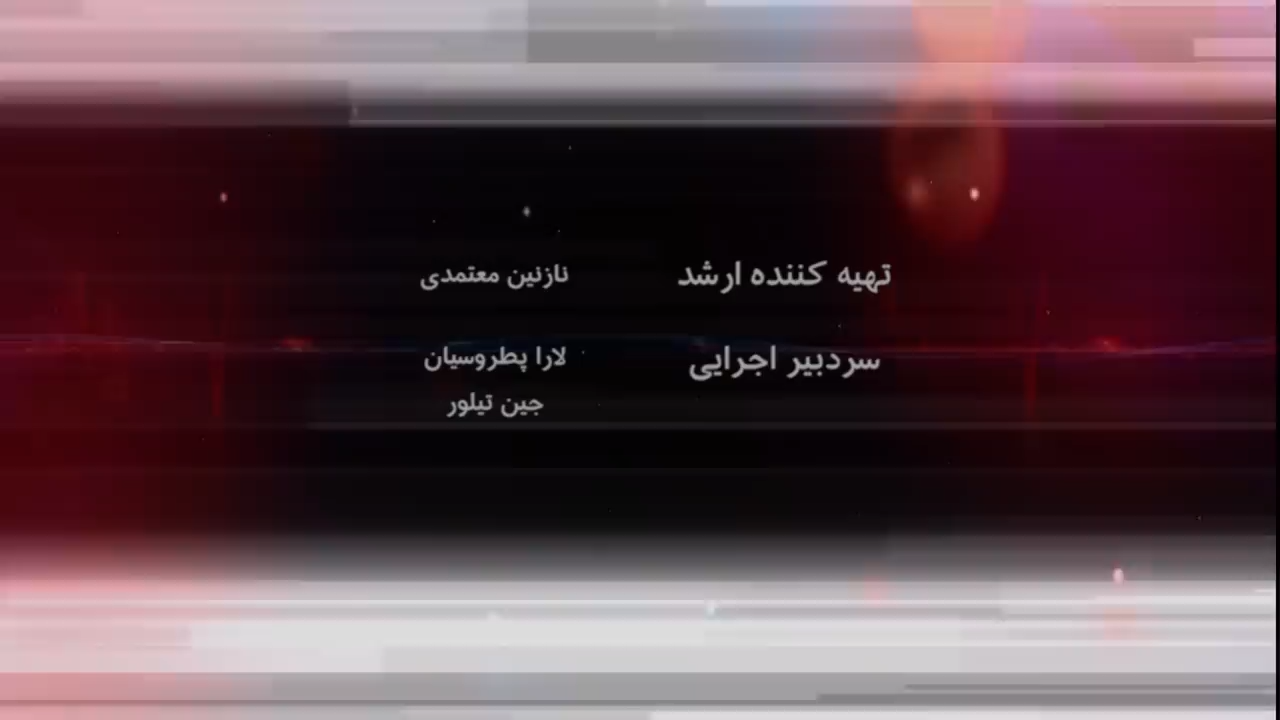 تهیه کننده ارشد نازنین معتمدی
سردبیر اجرایی لارا پطروسیان
جین تیلور